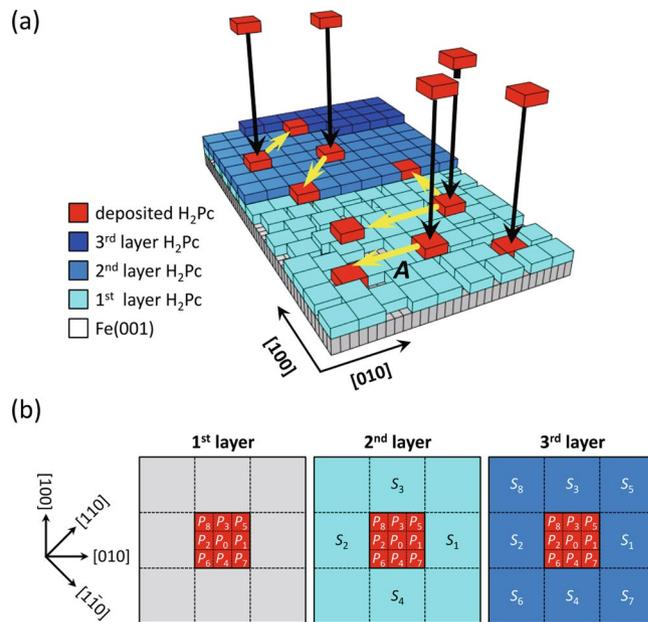 (a)
deposited H₂Pc
3rd layer H₂Pc
2nd layer H₂Pc
1st layer H₂Pc
Fe(001)
A
[100]
[010]
(b)
1st layer 2nd layer 3rd layer
[100]
[110]
[010]
[11̄0]
P₈ P₃ P₅
P₂ P₀ P₁
P₆ P₄ P₇
S₃
P₈ P₃ P₅
S₂ P₂ P₀ P₁ S₁
P₆ P₄ P₇
S₄
S₈ S₃ S₅
P₈ P₃ P₅
S₂ P₂ P₀ P₁ S₁
P₆ P₄ P₇
S₆ S₄ S₇